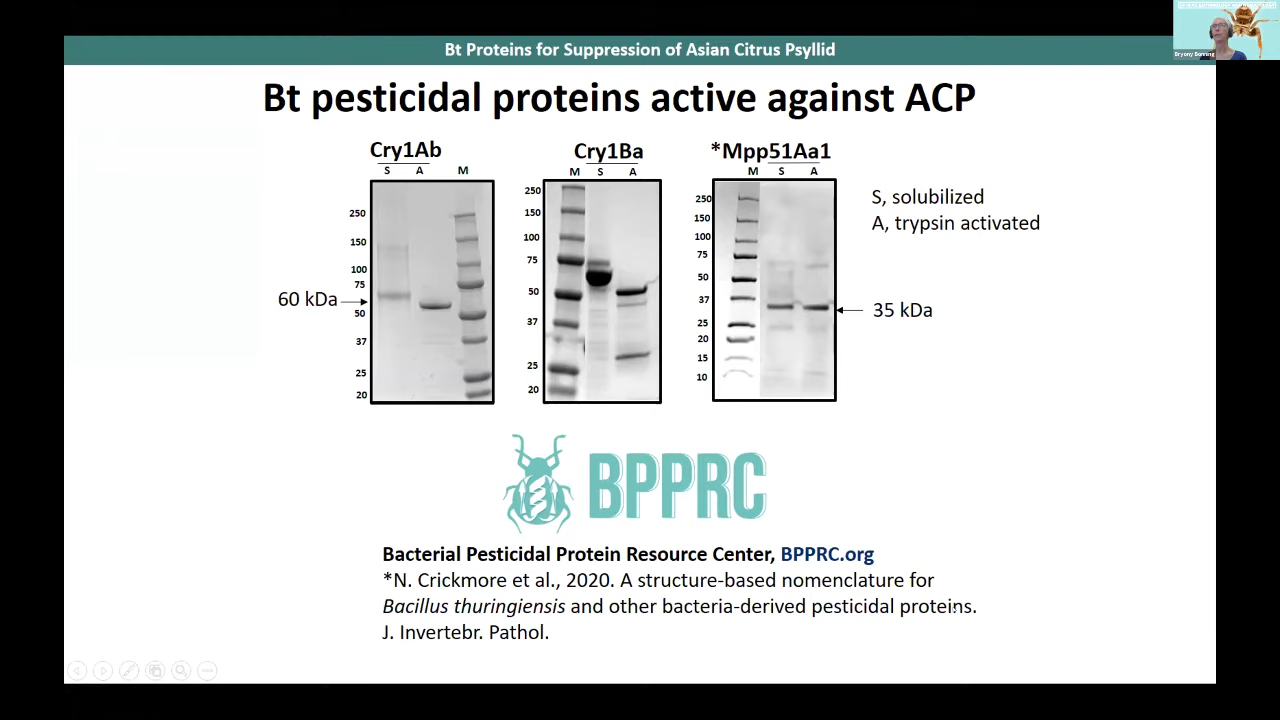 Bt Proteins for Suppression of Asian Citrus Psyllid
Bryony Bonning
Bt pesticidal proteins active against ACP
Cry1Ab
S A M
250
150
100
75
60 kDa
50
37
25
20
Cry1Ba
M S A
250
150
100
75
50
37
25
20
*Mpp51Aa1
M S A
250
150
100
75
50
37
25
20
15
10
S, solubilized
A, trypsin activated
35 kDa
BPPRC
Bacterial Pesticidal Protein Resource Center, BPPRC.org
*N. Crickmore et al., 2020. A structure-based nomenclature for
Bacillus thuringiensis and other bacteria-derived pesticidal proteins.
J. Invertebr. Pathol.